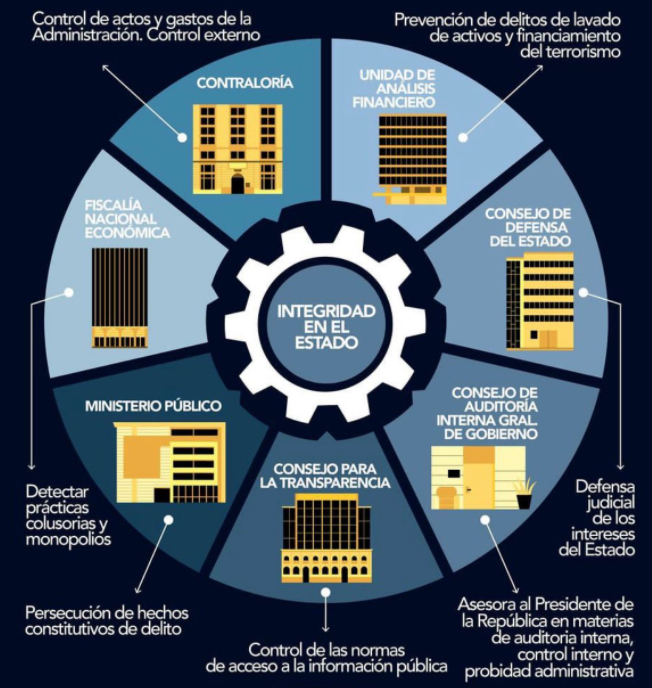 Control de actos y gastos de la
Administración. Control externo
Prevención de delitos de lavado
de activos y financiamiento
del terrorismo
CONTRALORÍA
UNIDAD DE
ANÁLISIS
FINANCIERO
FISCALÍA
NACIONAL
ECONÓMICA
CONSEJO DE
DEFENSA
DEL ESTADO
INTEGRIDAD
EN EL
ESTADO
MINISTERIO PÚBLICO
CONSEJO DE
AUDITORÍA
INTERNA GRAL.
DE GOBIERNO
CONSEJO PARA
LA TRANSPARENCIA
Detectar
prácticas
colusorias y
monopolios
Defensa
judicial
de los
intereses
del Estado
Persecución de hechos
constitutivos de delito
Control de las normas
de acceso a la información pública
Asesora al Presidente de
la República en materias
de auditoria interna,
control interno y
probidad administrativa